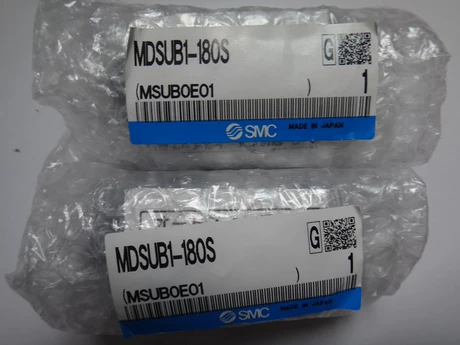 MDSUB1-180S
G
(MSUB0E01 )
1
SMC MADE IN JAPAN
MDSUB1-180S
G
(MSUB0E01 )
1
SMC MADE IN JAPAN